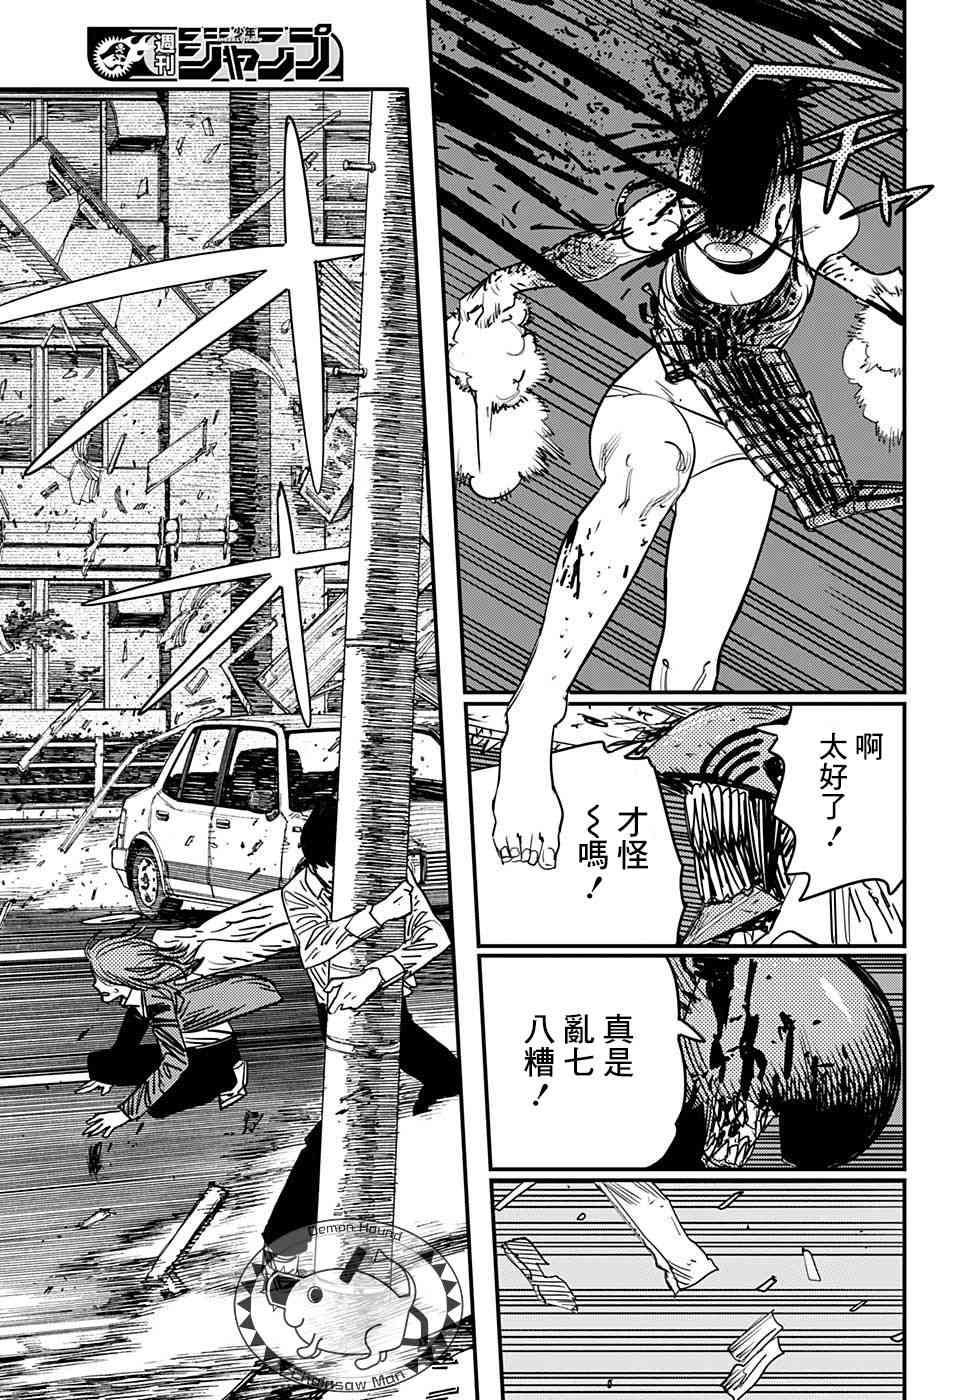 週刊
少年
ジャンプ
啊
太好了！
才怪
～嗎！
真是
亂七
八糟！
Demon Hound
Chainsaw Man